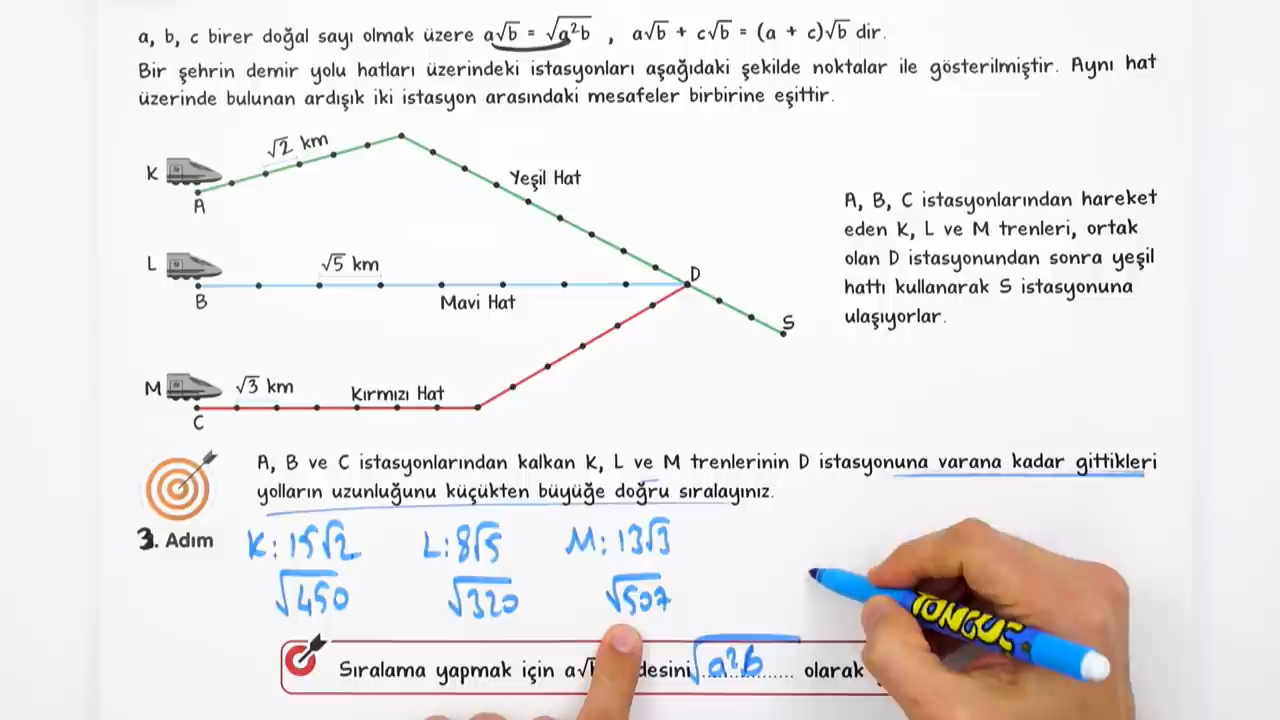 a, b, c birer doğal sayı olmak üzere a√b = √a²b , a√b + c√b = (a + c)√b dir.
Bir şehrin demir yolu hatları üzerindeki istasyonları aşağıdaki şekilde noktalar ile gösterilmiştir. Aynı hat
üzerinde bulunan ardışık iki istasyon arasındaki mesafeler birbirine eşittir.
√2 km
K
A
Yeşil Hat
A, B, C istasyonlarından hareket
eden K, L ve M trenleri, ortak
olan D istasyonundan sonra yeşil
hattı kullanarak S istasyonuna
ulaşıyorlar.
L
√5 km
D
B
Mavi Hat
S
M
√3 km
Kırmızı Hat
C
A, B ve C istasyonlarından kalkan K, L ve M trenlerinin D istasyonuna varana kadar gittikleri
yolların uzunluğunu küçükten büyüğe doğru sıralayınız.
3. Adım
K: 15√2 L: 8√5 M: 13√3
√450 √320 √507
Sıralama yapmak için √a²b olarak
TONGUÇ